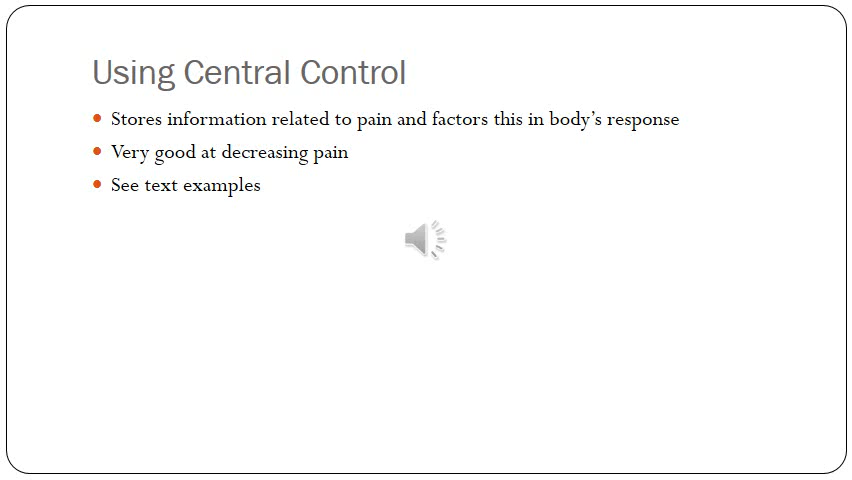 Using Central Control
• Stores information related to pain and factors this in body’s response
• Very good at decreasing pain
• See text examples